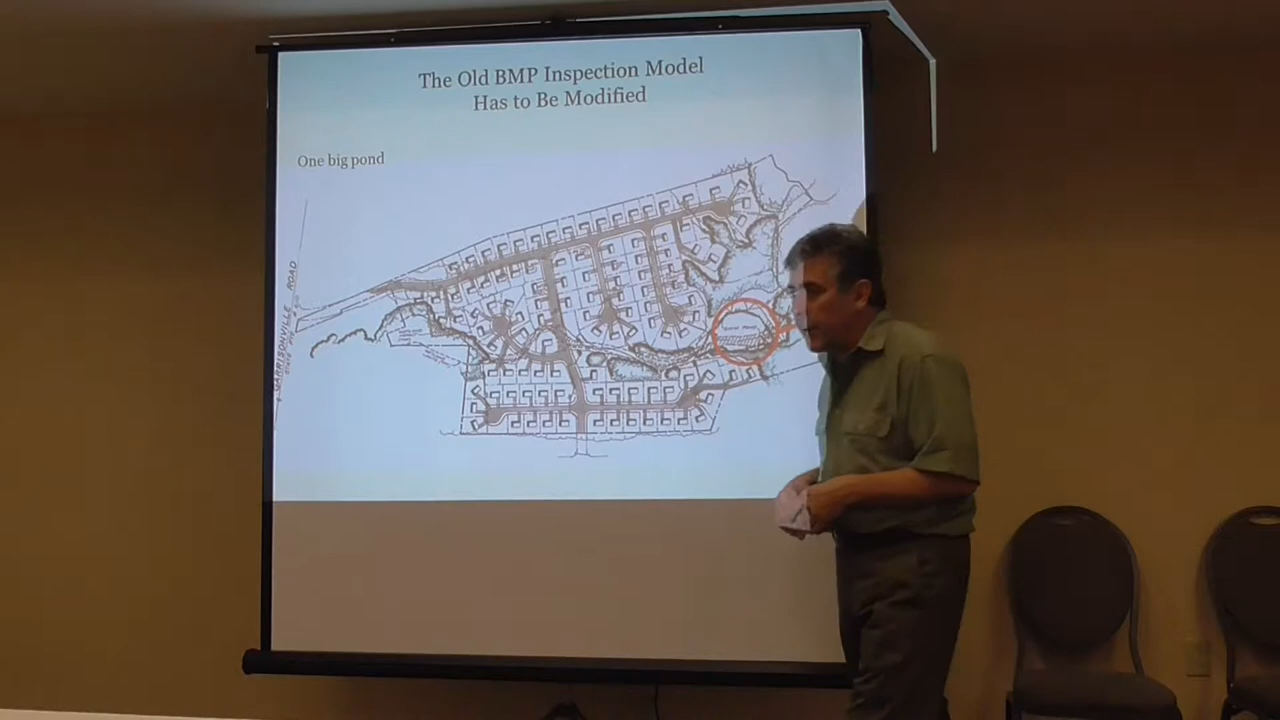 The Old BMP Inspection Model
Has to Be Modified
One big pond
GARRISONVILLE ROAD